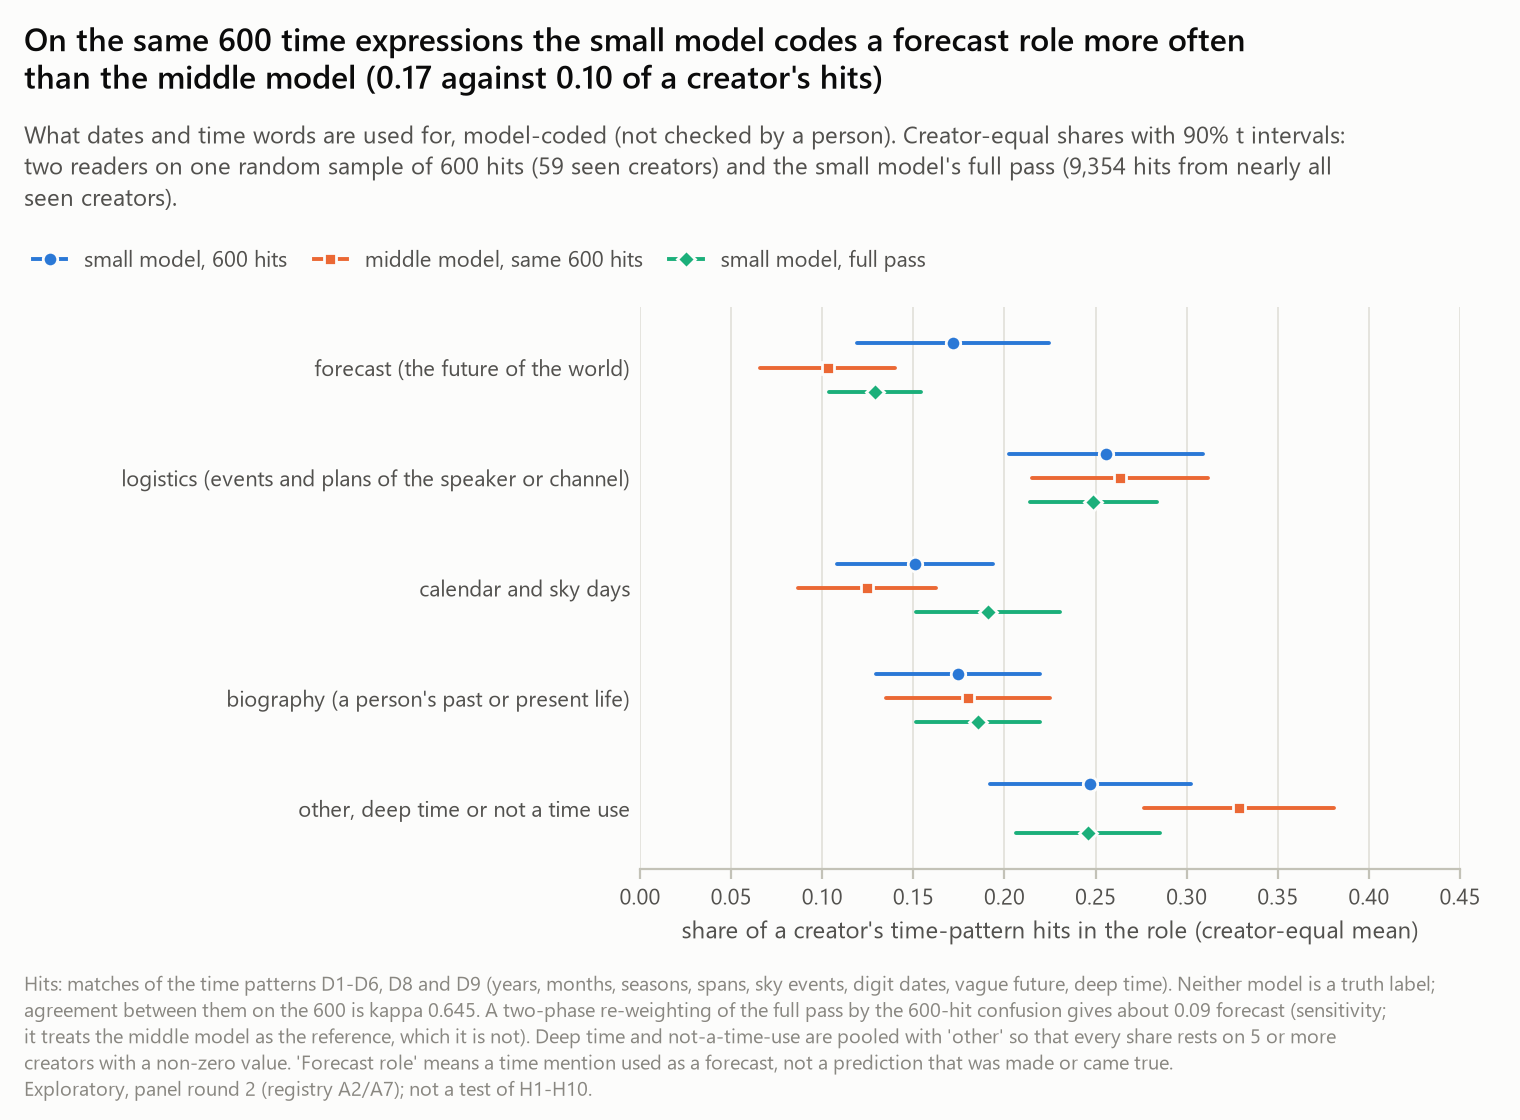 On the same 600 time expressions the small model codes a forecast role more often
than the middle model (0.17 against 0.10 of a creator's hits)
What dates and time words are used for, model-coded (not checked by a person). Creator-equal shares with 90% t intervals:
two readers on one random sample of 600 hits (59 seen creators) and the small model's full pass (9,354 hits from nearly all
seen creators).
small model, 600 hits
middle model, same 600 hits
small model, full pass
forecast (the future of the world)
logistics (events and plans of the speaker or channel)
calendar and sky days
biography (a person's past or present life)
other, deep time or not a time use
0.00 0.05 0.10 0.15 0.20 0.25 0.30 0.35 0.40 0.45
share of a creator's time-pattern hits in the role (creator-equal mean)
Hits: matches of the time patterns D1-D6, D8 and D9 (years, months, seasons, spans, sky events, digit dates, vague future, deep time). Neither model is a truth label;
agreement between them on the 600 is kappa 0.645. A two-phase re-weighting of the full pass by the 600-hit confusion gives about 0.09 forecast (sensitivity;
it treats the middle model as the reference, which it is not). Deep time and not-a-time-use are pooled with 'other' so that every share rests on 5 or more
creators with a non-zero value. 'Forecast role' means a time mention used as a forecast, not a prediction that was made or came true.
Exploratory, panel round 2 (registry A2/A7); not a test of H1-H10.